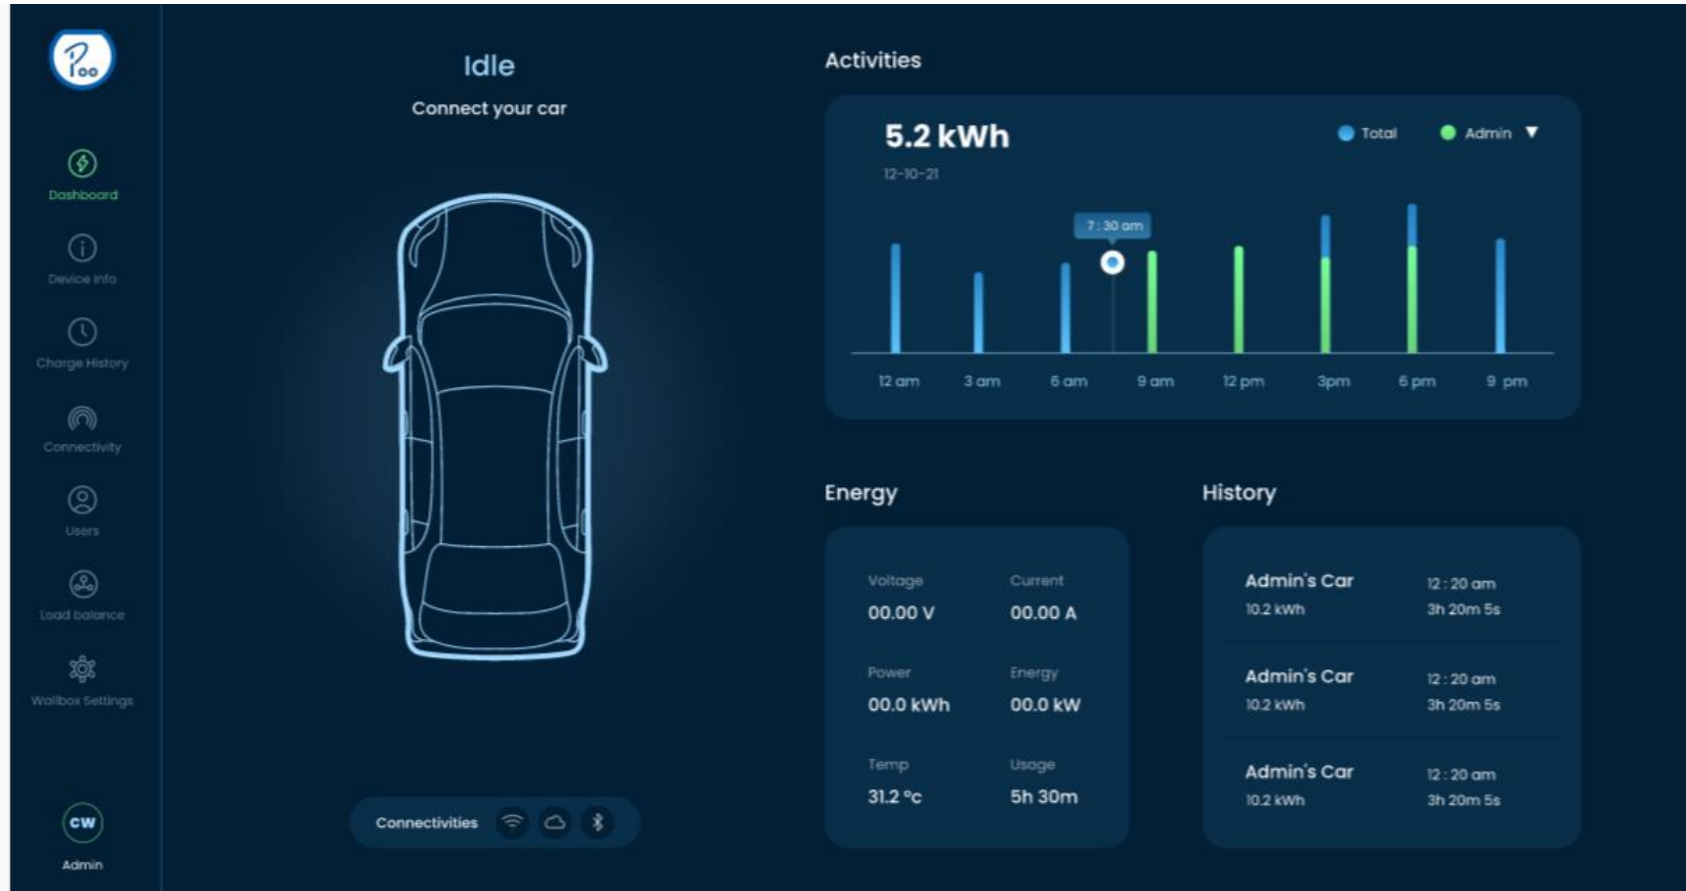 Poo
Dashboard
Device Info
Charge History
Connectivity
Users
Load balance
Wallbox Settings
CW
Admin
Idle
Connect your car
Connectivities
Activities
5.2 kWh
12-10-21
Total
Admin
7:30 am
12 am 3 am 6 am 9 am 12 pm 3pm 6 pm 9 pm
Energy
Voltage Current
00.00 V 00.00 A
Power Energy
00.0 kWh 00.0 kW
Temp Usage
31.2 °c 5h 30m
History
Admin's Car 12:20 am
10.2 kWh 3h 20m 5s
Admin's Car 12:20 am
10.2 kWh 3h 20m 5s
Admin's Car 12:20 am
10.2 kWh 3h 20m 5s